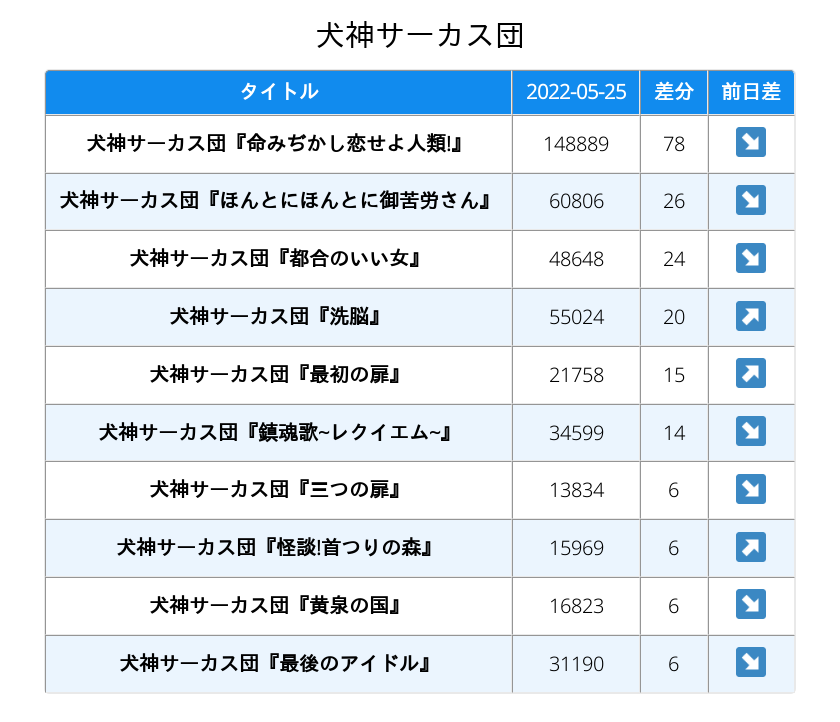 犬神サーカス団
タイトル 2022-05-25 差分 前日差
犬神サーカス団『命みぢかし恋せよ人類!』 148889 78 ↘
犬神サーカス団『ほんとにほんとに御苦労さん』 60806 26 ↘
犬神サーカス団『都合のいい女』 48648 24 ↘
犬神サーカス団『洗脳』 55024 20 ↗
犬神サーカス団『最初の扉』 21758 15 ↗
犬神サーカス団『鎮魂歌~レクイエム~』 34599 14 ↘
犬神サーカス団『三つの扉』 13834 6 ↘
犬神サーカス団『怪談!首つりの森』 15969 6 ↗
犬神サーカス団『黄泉の国』 16823 6 ↘
犬神サーカス団『最後のアイドル』 31190 6 ↘